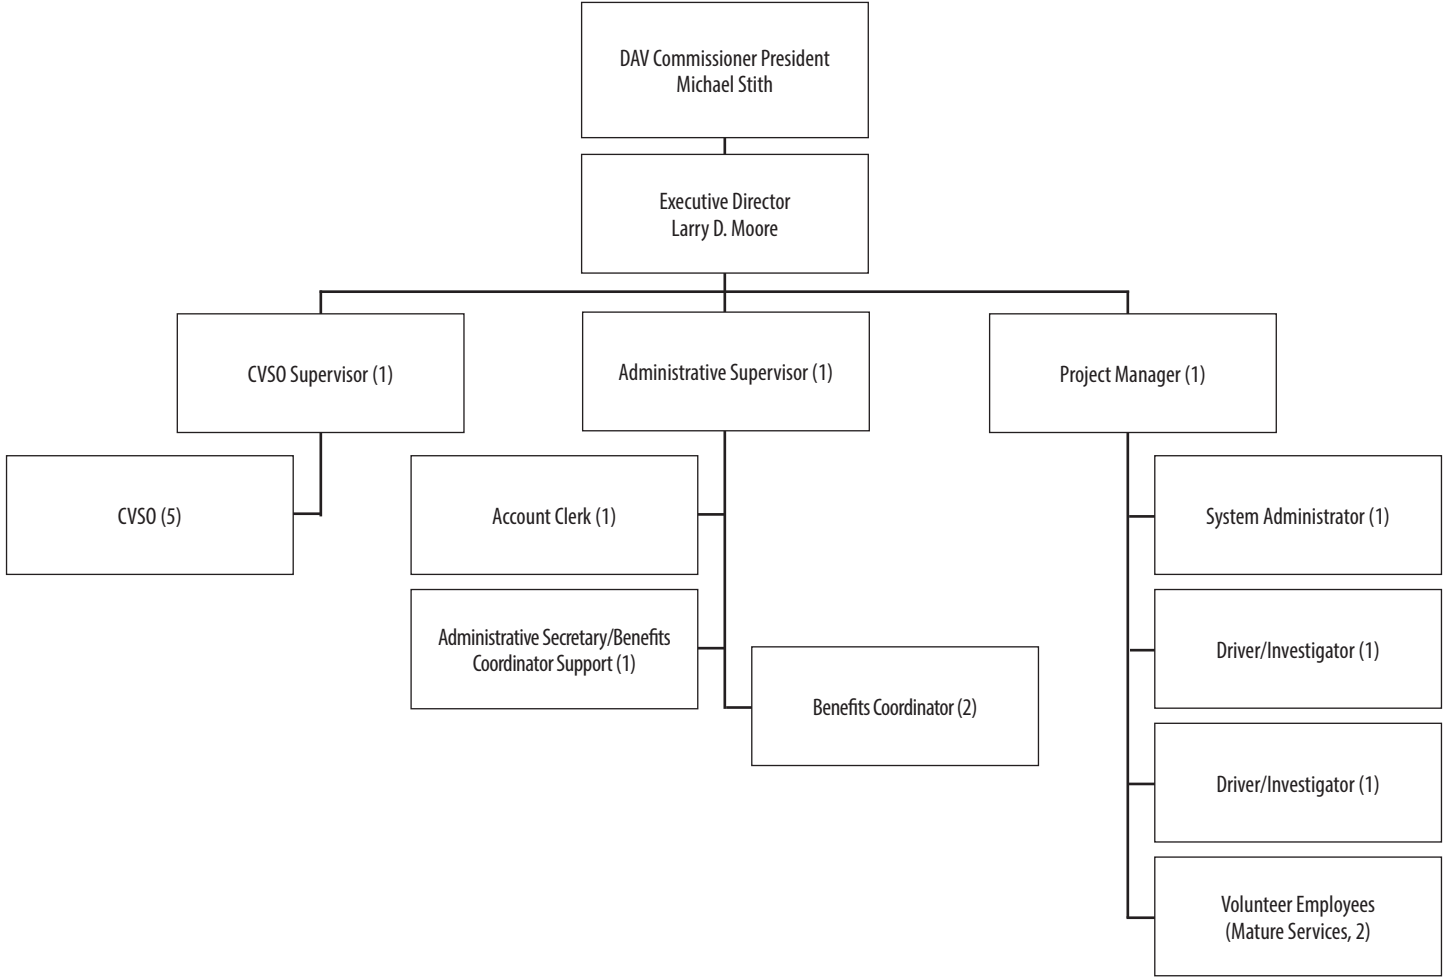 DAV Commissioner President
Michael Stith
Executive Director
Larry D. Moore
CVSO Supervisor (1)
Administrative Supervisor (1)
Project Manager (1)
CVSO (5)
Account Clerk (1)
System Administrator (1)
Administrative Secretary/Benefits
Coordinator Support (1)
Driver/Investigator (1)
Benefits Coordinator (2)
Driver/Investigator (1)
Volunteer Employees
(Mature Services, 2)